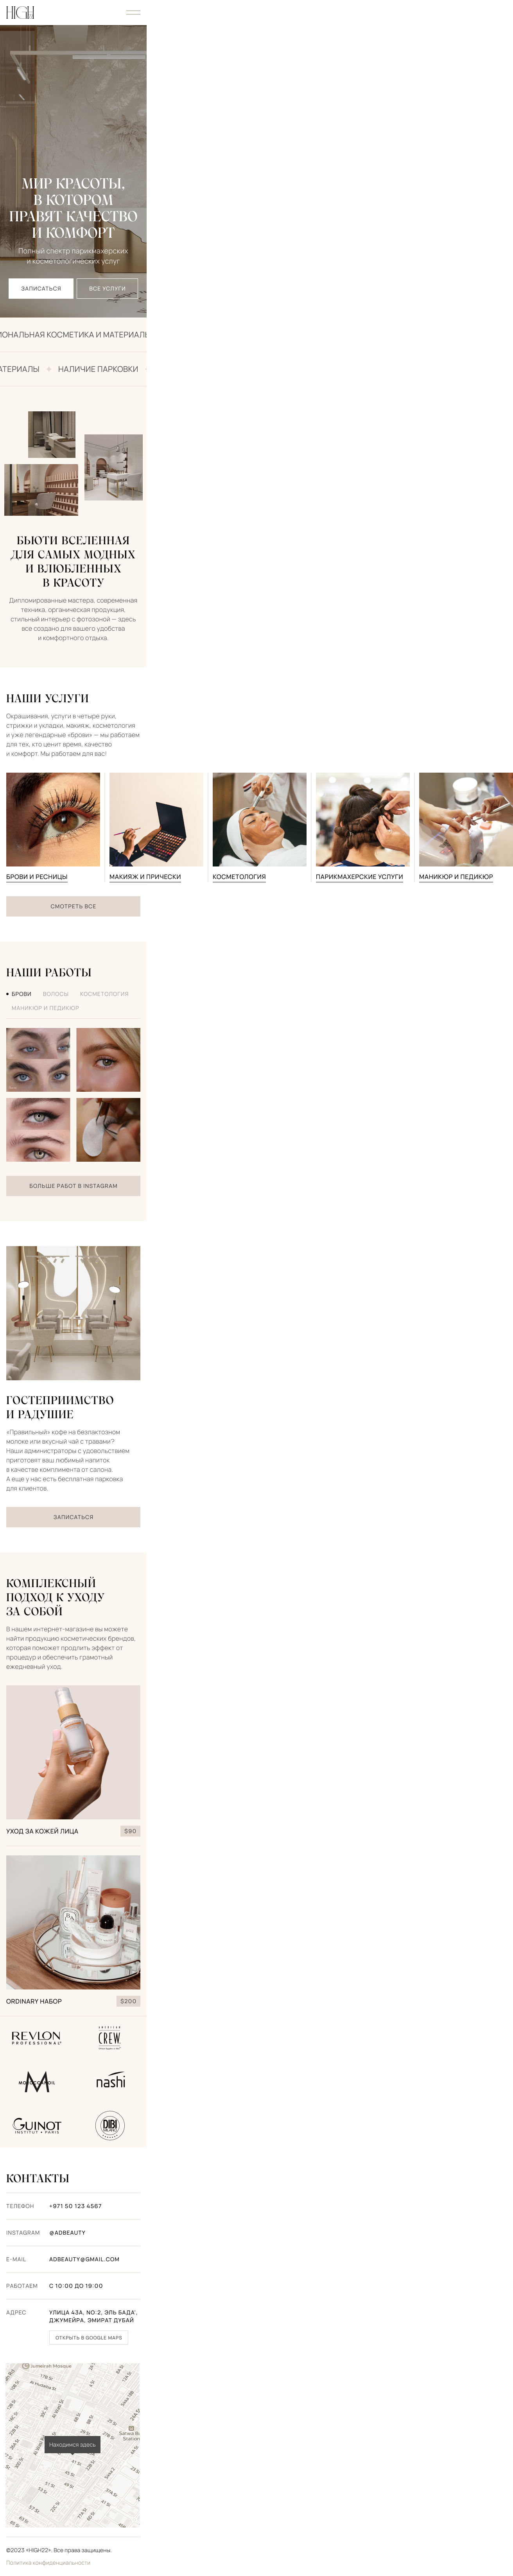 HIGH
МИР КРАСОТЫ,
В КОТОРОМ
ПРАВЯТ КАЧЕСТВО
И КОМФОРТ
Полный спектр парикмахерских
и косметологических услуг
ЗАПИСАТЬСЯ
ВСЕ УСЛУГИ
ИОНАЛЬНАЯ КОСМЕТИКА И МАТЕРИАЛЫ
АТЕРИАЛЫ НАЛИЧИЕ ПАРКОВКИ
БЬЮТИ ВСЕЛЕННАЯ
ДЛЯ САМЫХ МОДНЫХ
И ВЛЮБЛЕННЫХ
В КРАСОТУ
Дипломированные мастера, современная
техника, органическая продукция,
стильный интерьер с фотозоной — здесь
все создано для вашего удобства
и комфортного отдыха.
НАШИ УСЛУГИ
Окрашивания, услуги в четыре руки,
стрижки и укладки, макияж, косметология
и уже легендарные «брови» — мы работаем
для тех, кто ценит время, качество
и комфорт. Мы работаем для вас!
БРОВИ И РЕСНИЦЫ
МАКИЯЖ И ПРИЧЕСКИ
КОСМЕТОЛОГИЯ
ПАРИКМАХЕРСКИЕ УСЛУГИ
МАНИКЮР И ПЕДИКЮР
СМОТРЕТЬ ВСЕ
НАШИ РАБОТЫ
БРОВИ ВОЛОСЫ КОСМЕТОЛОГИЯ
МАНИКЮР И ПЕДИКЮР
БОЛЬШЕ РАБОТ В INSTAGRAM
ГОСТЕПРИИМСТВО
И РАДУШИЕ
«Правильный» кофе на безлактозном
молоке или вкусный чай с травами?
Наши администраторы с удовольствием
приготовят ваш любимый напиток
в качестве комплимента от салона.
А еще у нас есть бесплатная парковка
для клиентов.
ЗАПИСАТЬСЯ
КОМПЛЕКСНЫЙ
ПОДХОД К УХОДУ
ЗА СОБОЙ
В нашем интернет-магазине вы можете
найти продукцию косметических брендов,
которая поможет продлить эффект от
процедур и обеспечить грамотный
ежедневный уход.
УХОД ЗА КОЖЕЙ ЛИЦА $90
ORDINARY НАБОР $200
REVLON
PROFESSIONAL
AMERICAN
CREW
MOROCCANOIL
nashi
GUINOT
INSTITUT • PARIS
DIBI
КОНТАКТЫ
ТЕЛЕФОН +971 50 123 4567
INSTAGRAM @ADBEAUTY
E-MAIL ADBEAUTY@GMAIL.COM
РАБОТАЕМ С 10:00 ДО 19:00
АДРЕС УЛИЦА 43A, NO:2, ЭЛЬ БАДА',
ДЖУМЕЙРА, ЭМИРАТ ДУБАЙ
ОТКРЫТЬ В GOOGLE MAPS
Находимся здесь
©2023 «HIGH22». Все права защищены.
Политика конфиденциальности